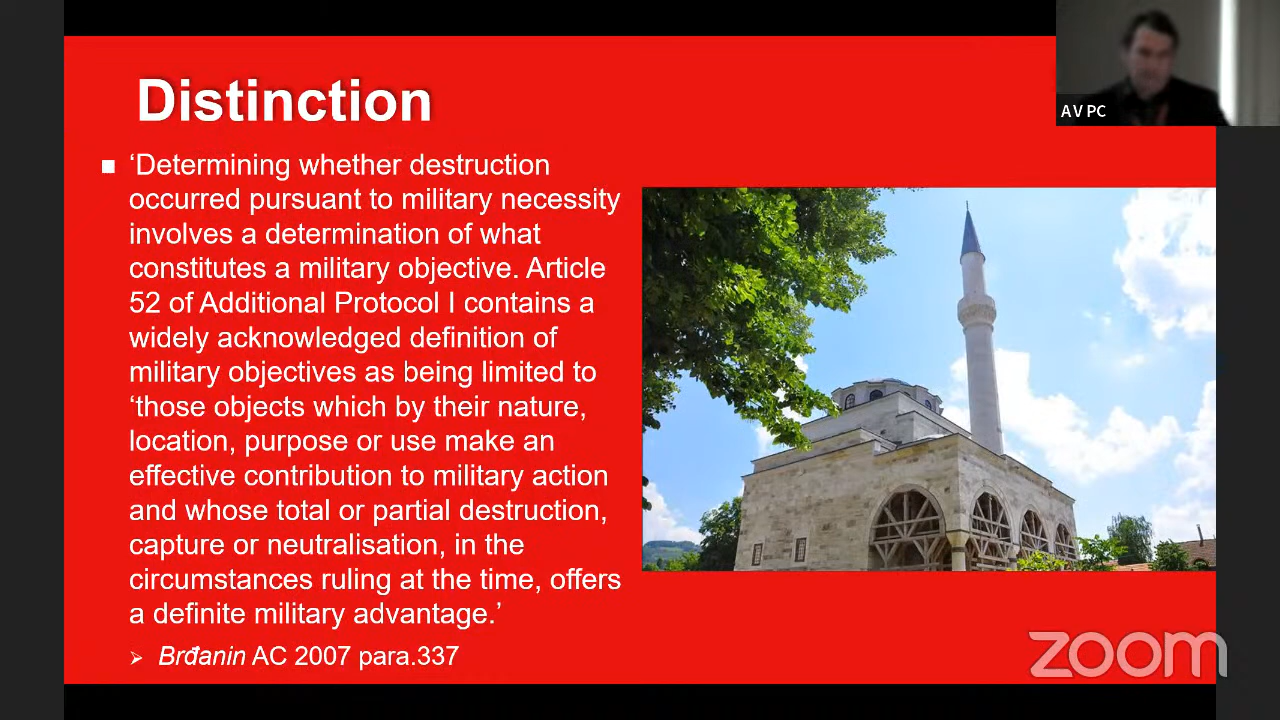 Distinction
AV PC
‘Determining whether destruction
occurred pursuant to military necessity
involves a determination of what
constitutes a military objective. Article
52 of Additional Protocol I contains a
widely acknowledged definition of
military objectives as being limited to
‘those objects which by their nature,
location, purpose or use make an
effective contribution to military action
and whose total or partial destruction,
capture or neutralisation, in the
circumstances ruling at the time, offers
a definite military advantage.’
Brđanin AC 2007 para.337
zoom